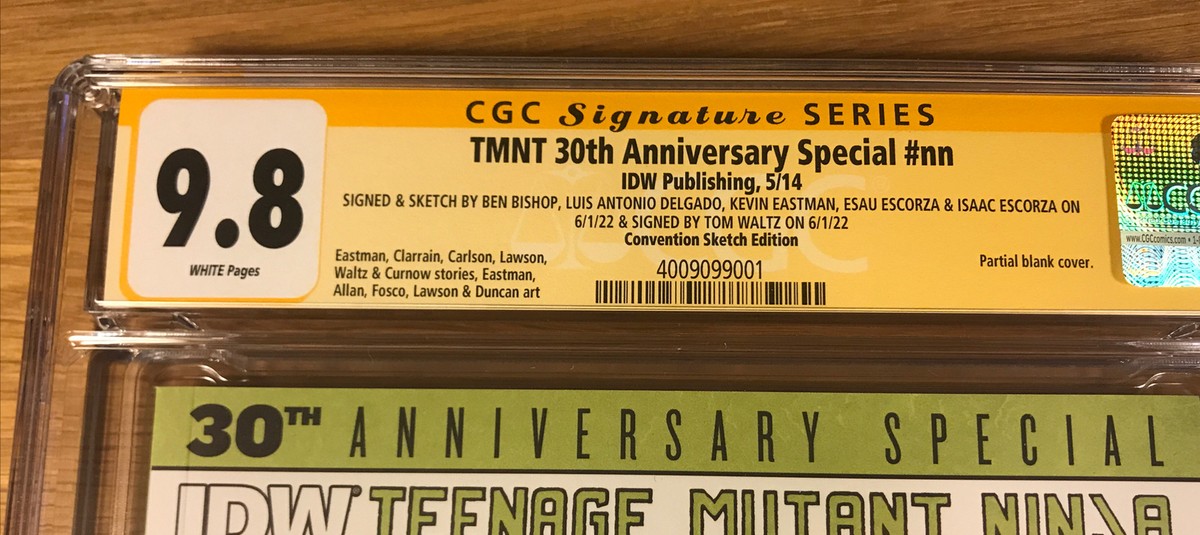 CGC Signature SERIES
TMNT 30th Anniversary Special #nn
IDW Publishing, 5/14
SIGNED & SKETCH BY BEN BISHOP, LUIS ANTONIO DELGADO, KEVIN EASTMAN, ESAU ESCORZA & ISAAC ESCORZA ON
6/1/22 & SIGNED BY TOM WALTZ ON 6/1/22
Convention Sketch Edition
9.8
WHITE Pages
Eastman, Clarrain, Carlson, Lawson,
Waltz & Curnow stories, Eastman,
Allan, Fosco, Lawson & Duncan art
4009099001
Partial blank cover.
www.CGCcomics.com
30TH ANNIVERSARY SPECIAL
IDW TEENAGE MUTANT NINJA